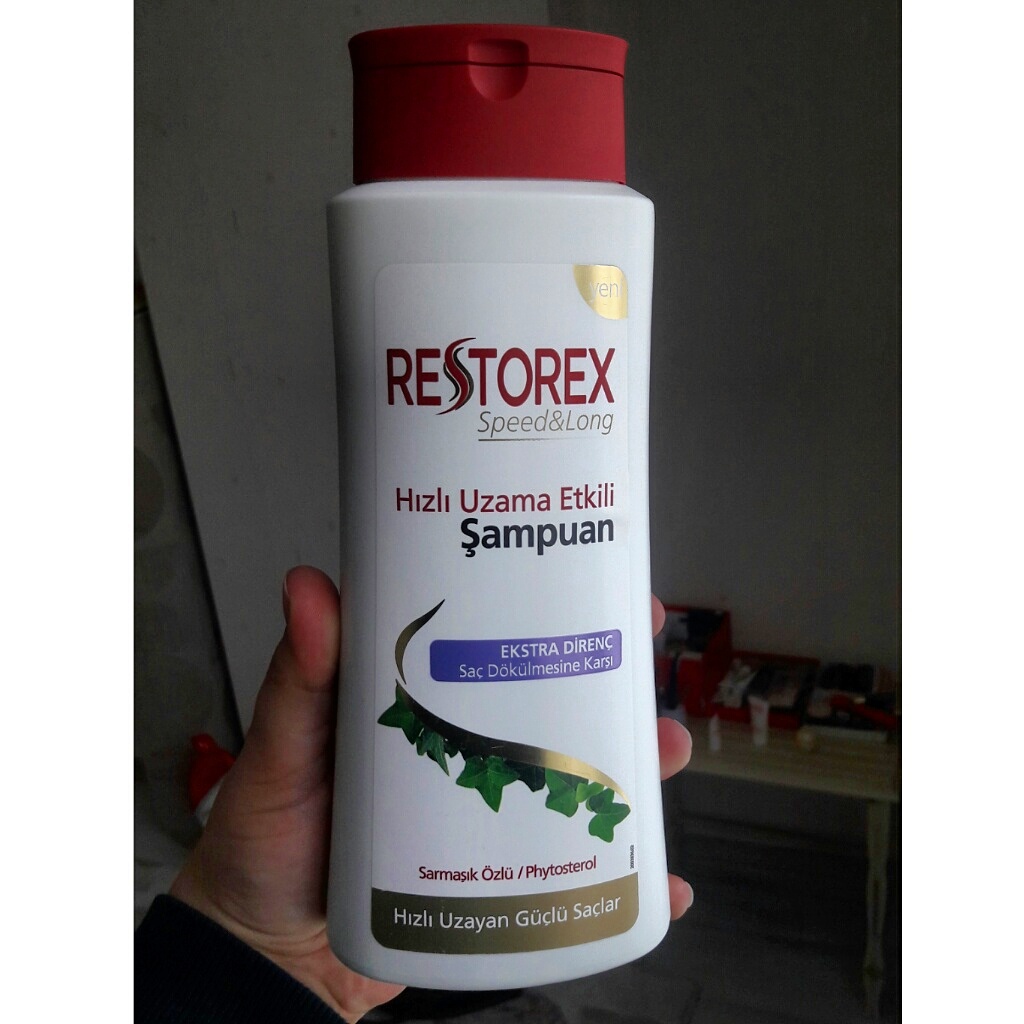 yeni
RESTOREX
Speed&Long
Hızlı Uzama Etkili
Şampuan
EKSTRA DİRENÇ
Saç Dökülmesine Karşı
Sarmaşık Özlü / Phytosterol
Hızlı Uzayan Güçlü Saçlar